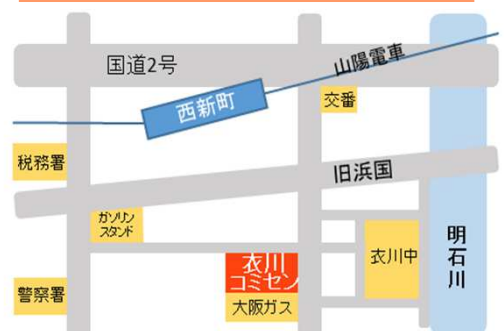 国道2号
山陽電車
西新町
交番
税務署
旧浜国
ガソリン
スタンド
衣川
コミセン
衣川中
明石川
警察署
大阪ガス